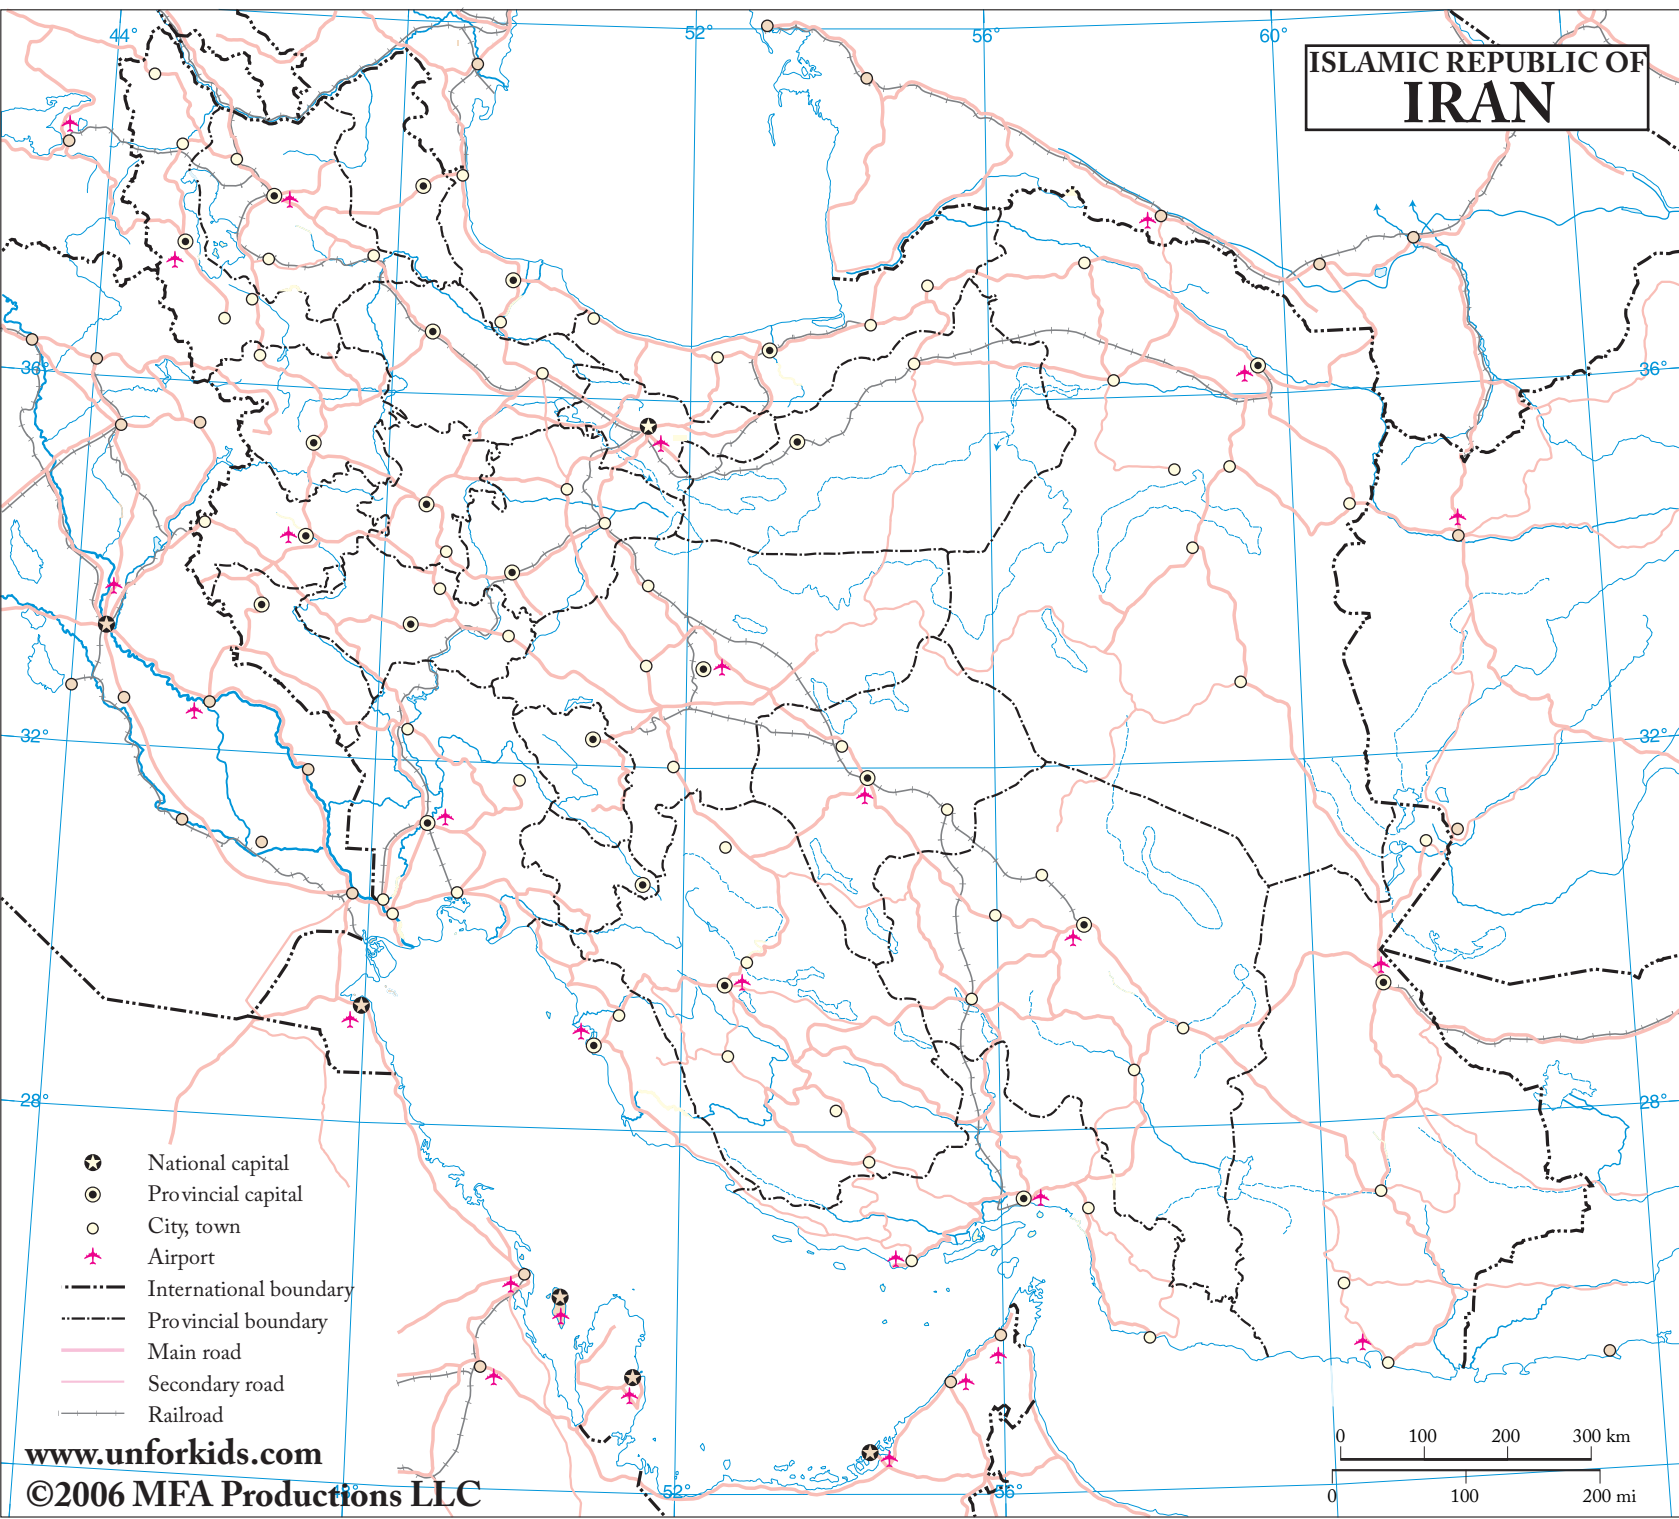 44°
52°
56°
60°
ISLAMIC REPUBLIC OF
IRAN
36°
36°
32°
32°
28°
28°
National capital
Provincial capital
City, town
Airport
International boundary
Provincial boundary
Main road
Secondary road
Railroad
www.unforkids.com
©2006 MFA Productions LLC
52°
56°
0 100 200 300 km
0 100 200 mi